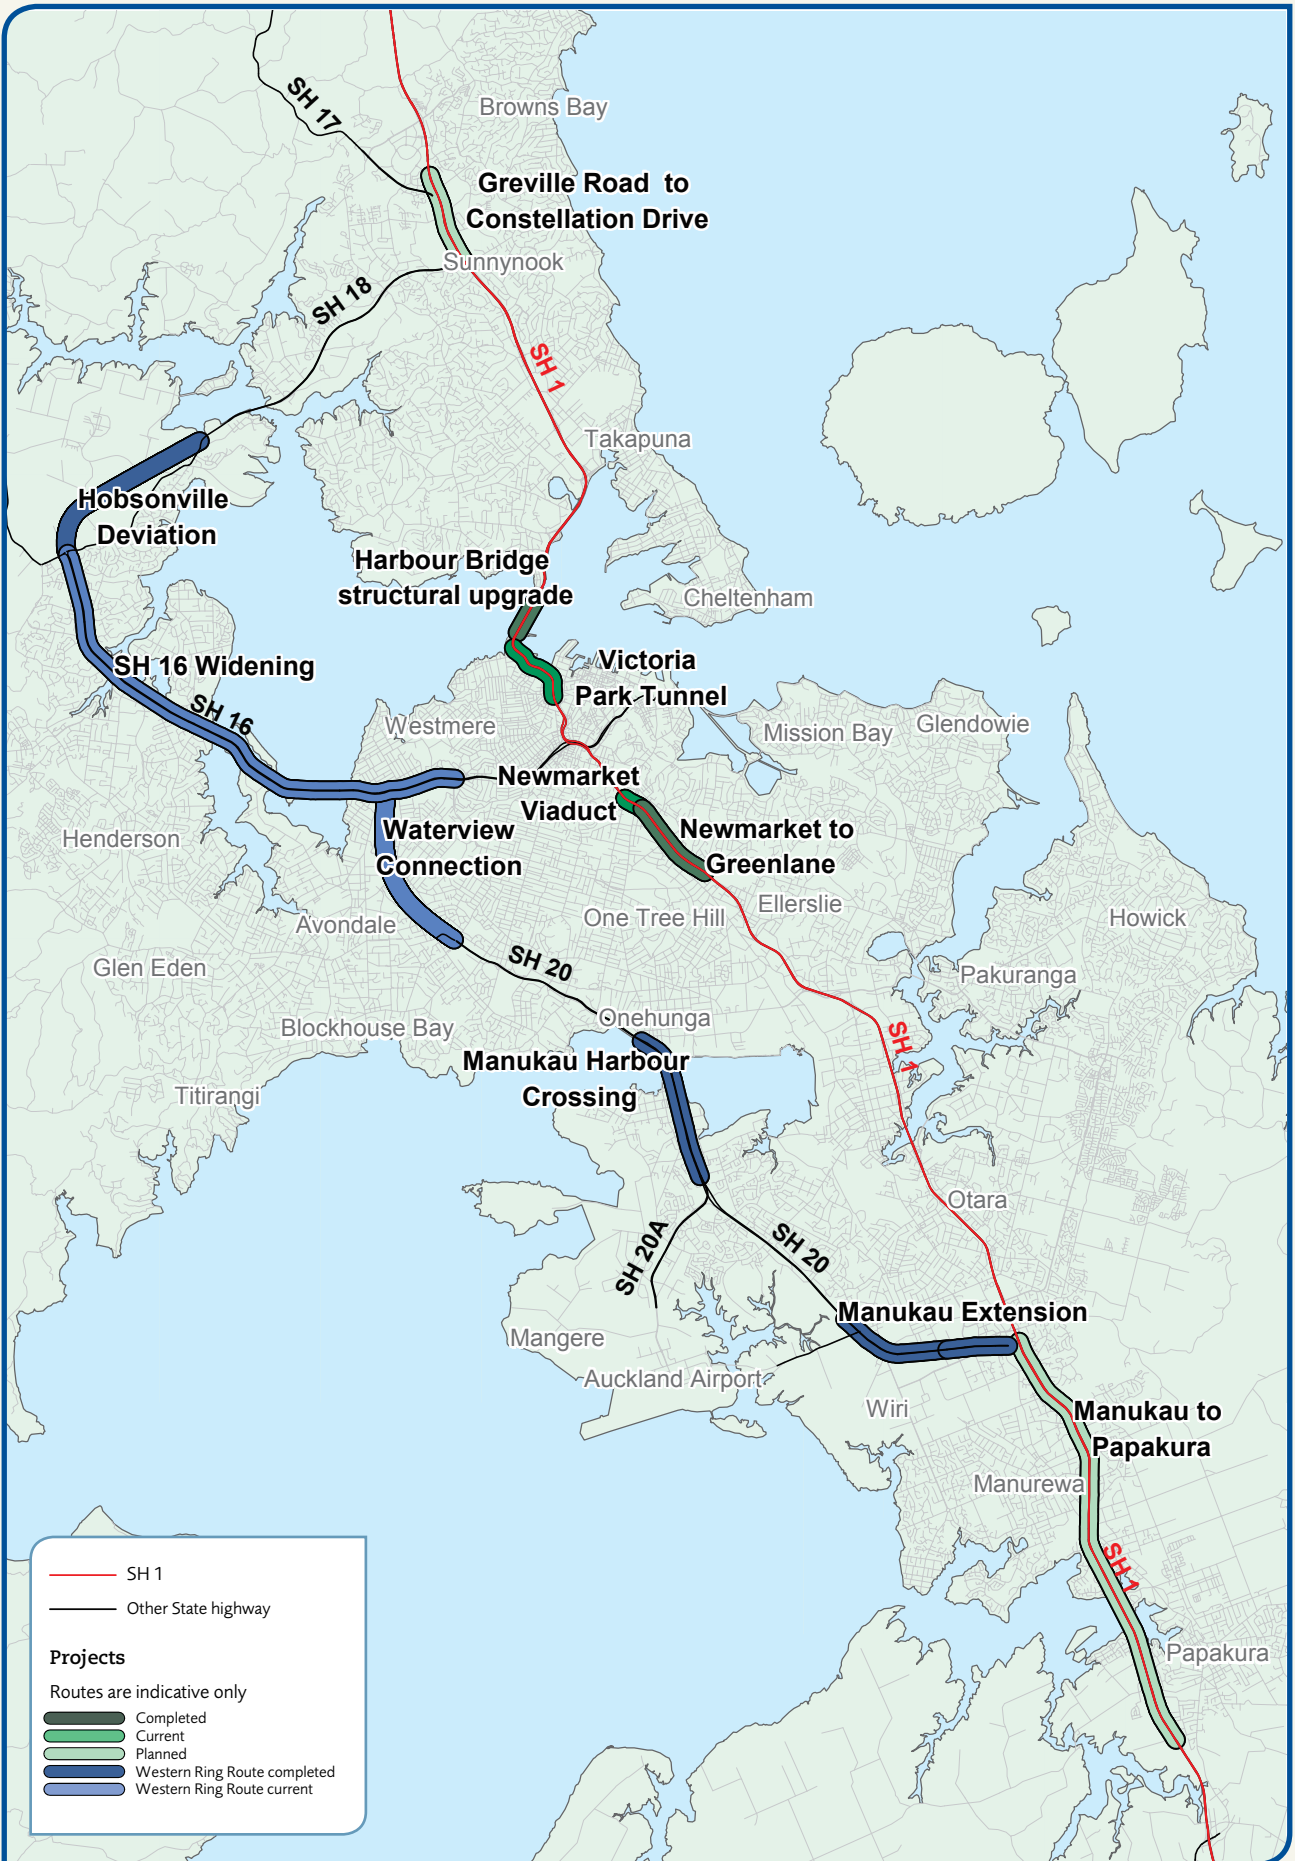 SH 17
Browns Bay
Greville Road to
Constellation Drive
Sunnynook
SH 18
SH 1
Takapuna
Hobsonville
Deviation
Harbour Bridge
structural upgrade
Cheltenham
SH 16 Widening
Victoria
Park Tunnel
SH 16
Westmere
Mission Bay
Glendowie
Newmarket
Viaduct
Henderson
Waterview
Connection
Newmarket to
Greenlane
Ellerslie
One Tree Hill
Howick
Avondale
Glen Eden
SH 20
Pakuranga
Blockhouse Bay
Onehunga
SH 1
Manukau Harbour
Crossing
Titirangi
Otara
SH 20A
SH 20
Manukau Extension
Mangere
Auckland Airport
Wiri
Manukau to
Papakura
Manurewa
SH 1
Papakura
SH 1
Other State highway
Projects
Routes are indicative only
Completed
Current
Planned
Western Ring Route completed
Western Ring Route current